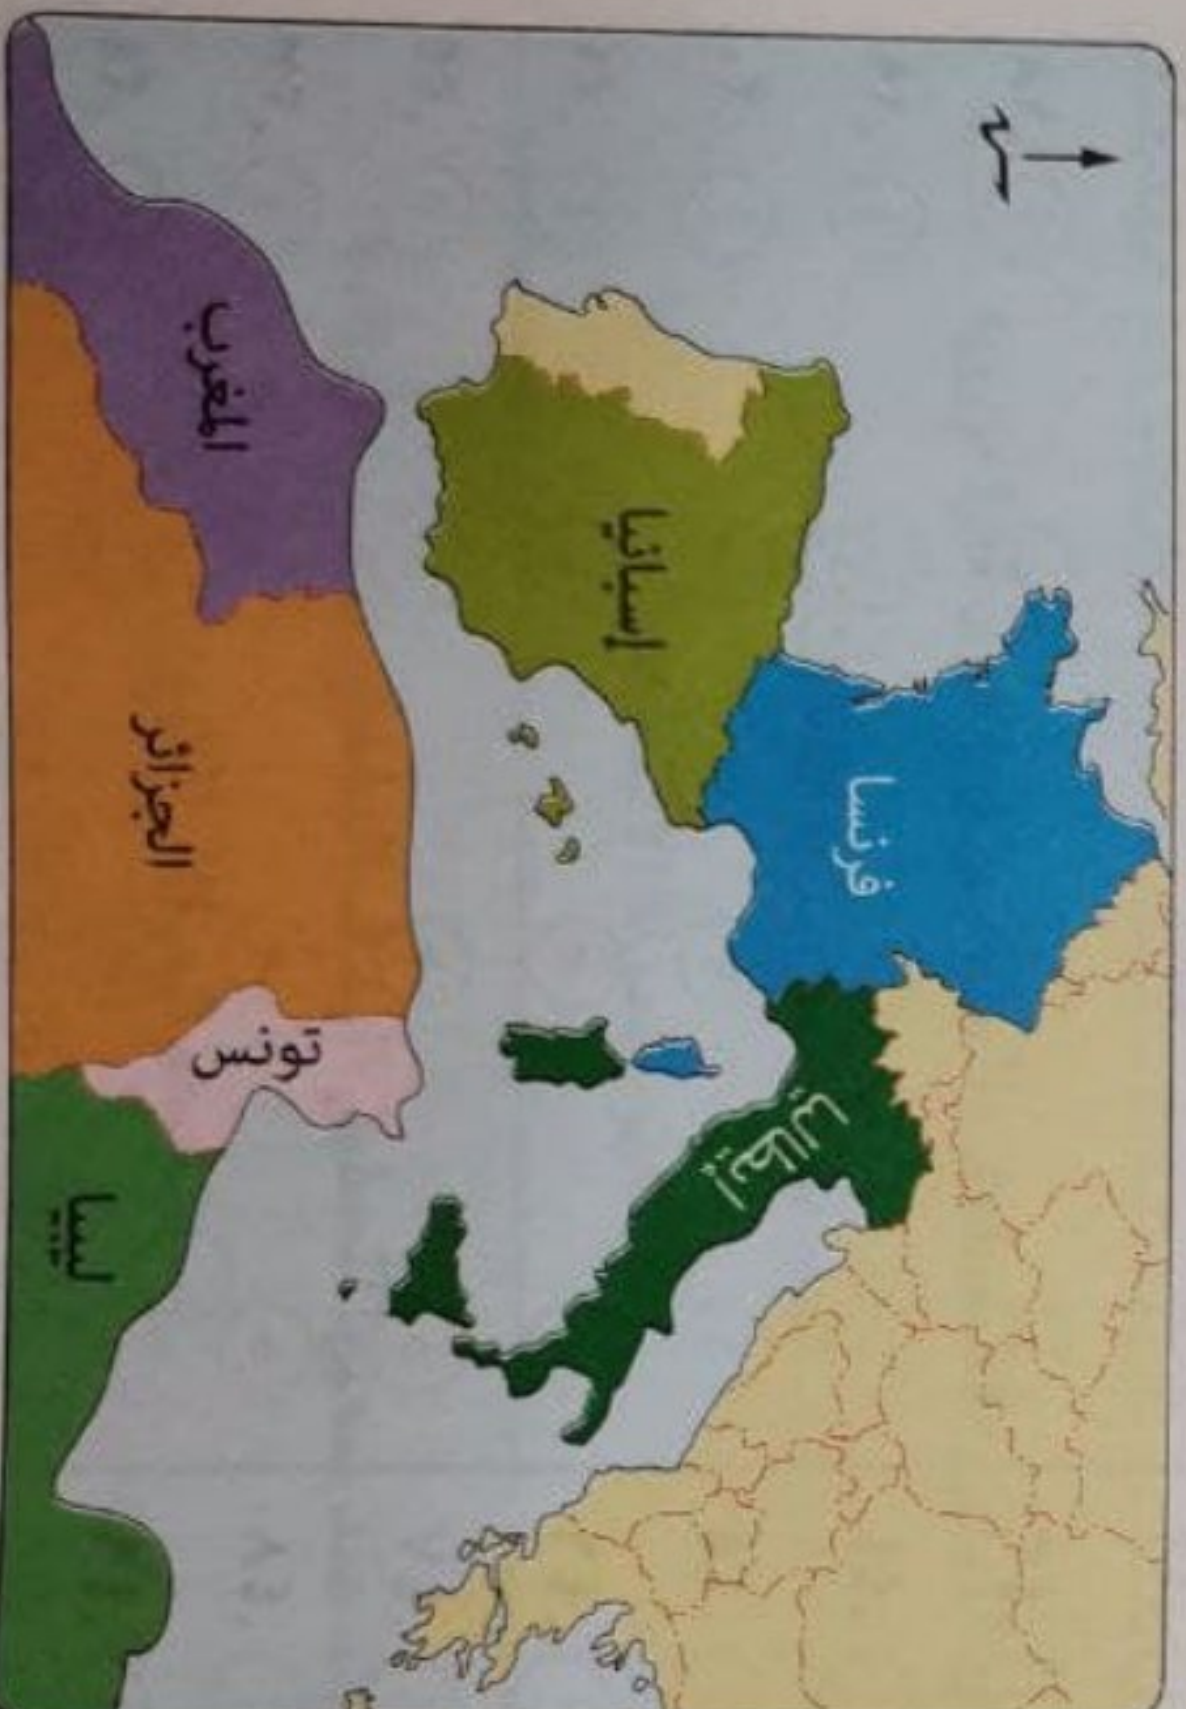 س
فرنسا
إيطاليا
إسبانيا
المغرب
الجزائر
تونس
ليبيا